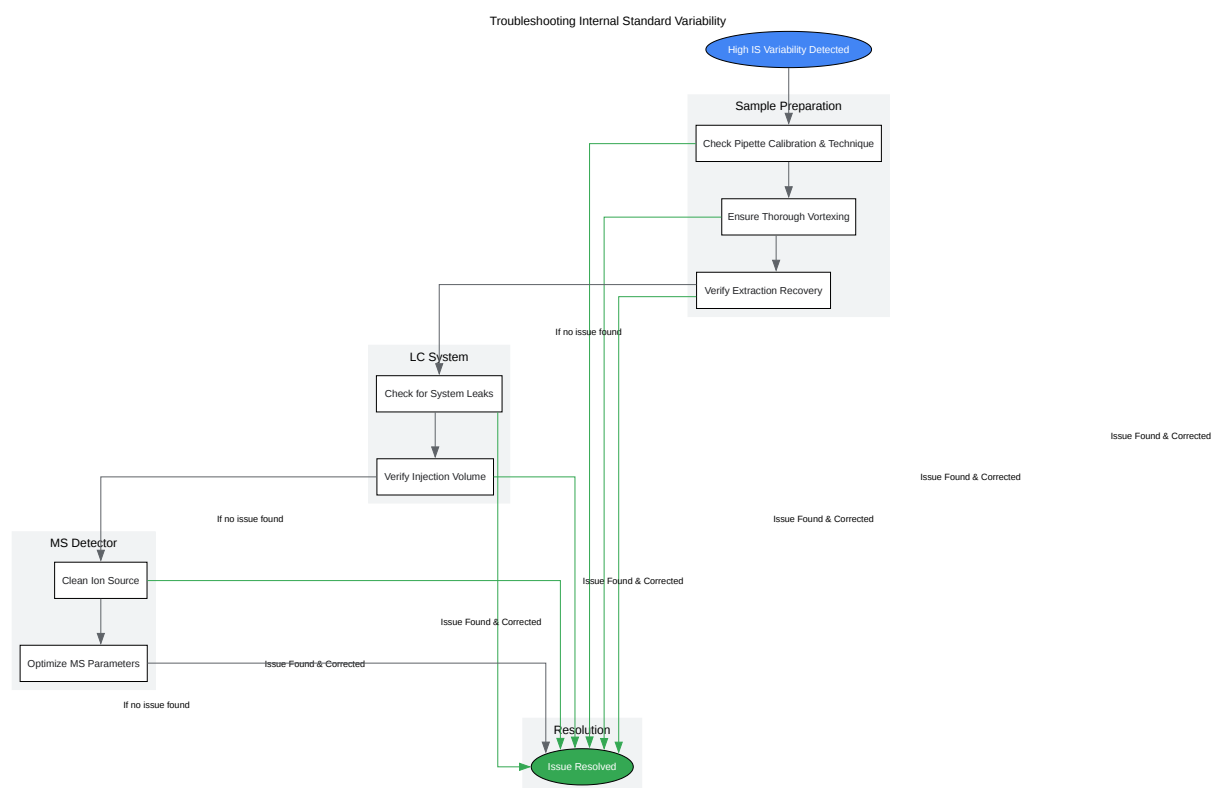 Troubleshooting Internal Standard Variability
High IS Variability Detected
Sample Preparation
Check Pipette Calibration & Technique
Ensure Thorough Vortexing
Verify Extraction Recovery
If no issue found
LC System
Check for System Leaks
Issue Found & Corrected
Verify Injection Volume
Issue Found & Corrected
If no issue found
Issue Found & Corrected
MS Detector
Clean Ion Source
Issue Found & Corrected
Issue Found & Corrected
Optimize MS Parameters
Issue Found & Corrected
If no issue found
Resolution
Issue Resolved